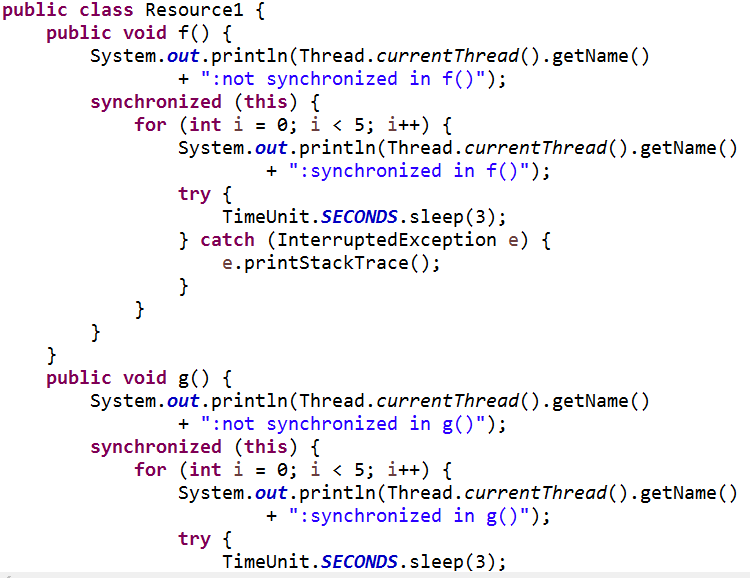 public class Resource1 {
    public void f() {
        System.out.println(Thread.currentThread().getName()
                + ":not synchronized in f()");
        synchronized (this) {
            for (int i = 0; i < 5; i++) {
                System.out.println(Thread.currentThread().getName()
                        + ":synchronized in f()");
                try {
                    TimeUnit.SECONDS.sleep(3);
                } catch (InterruptedException e) {
                    e.printStackTrace();
                }
            }
        }
    }
    public void g() {
        System.out.println(Thread.currentThread().getName()
                + ":not synchronized in g()");
        synchronized (this) {
            for (int i = 0; i < 5; i++) {
                System.out.println(Thread.currentThread().getName()
                        + ":synchronized in g()");
                try {
                    TimeUnit.SECONDS.sleep(3);